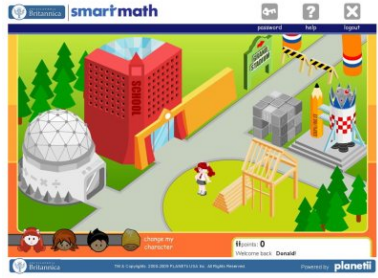 Britannica smartmath
password help logout
SCHOOL
change my
character
points: 0
Welcome back Donald!
Britannica
Powered by planetii